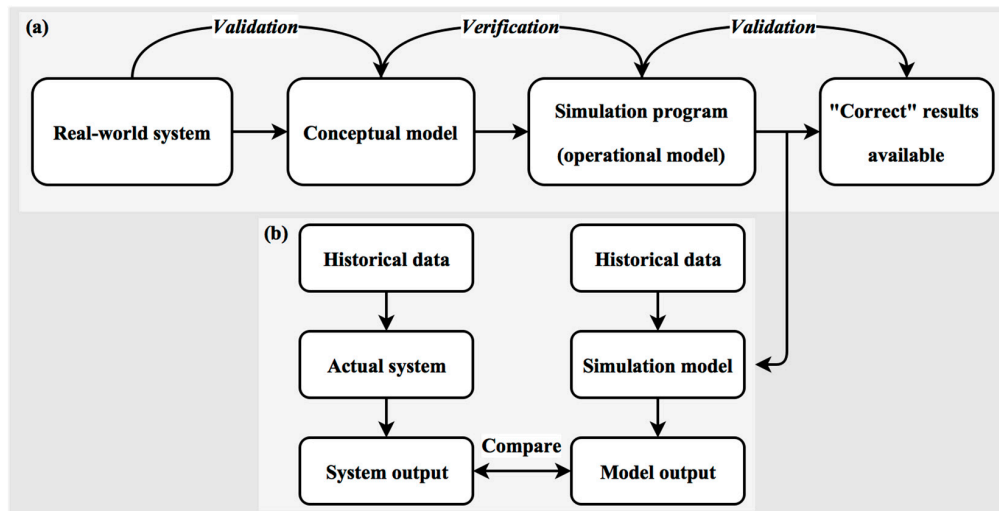 (a)
Validation
Verification
Validation
Real-world system
Conceptual model
Simulation program
(operational model)
"Correct" results
available
(b)
Historical data
Historical data
Actual system
Simulation model
Compare
System output
Model output